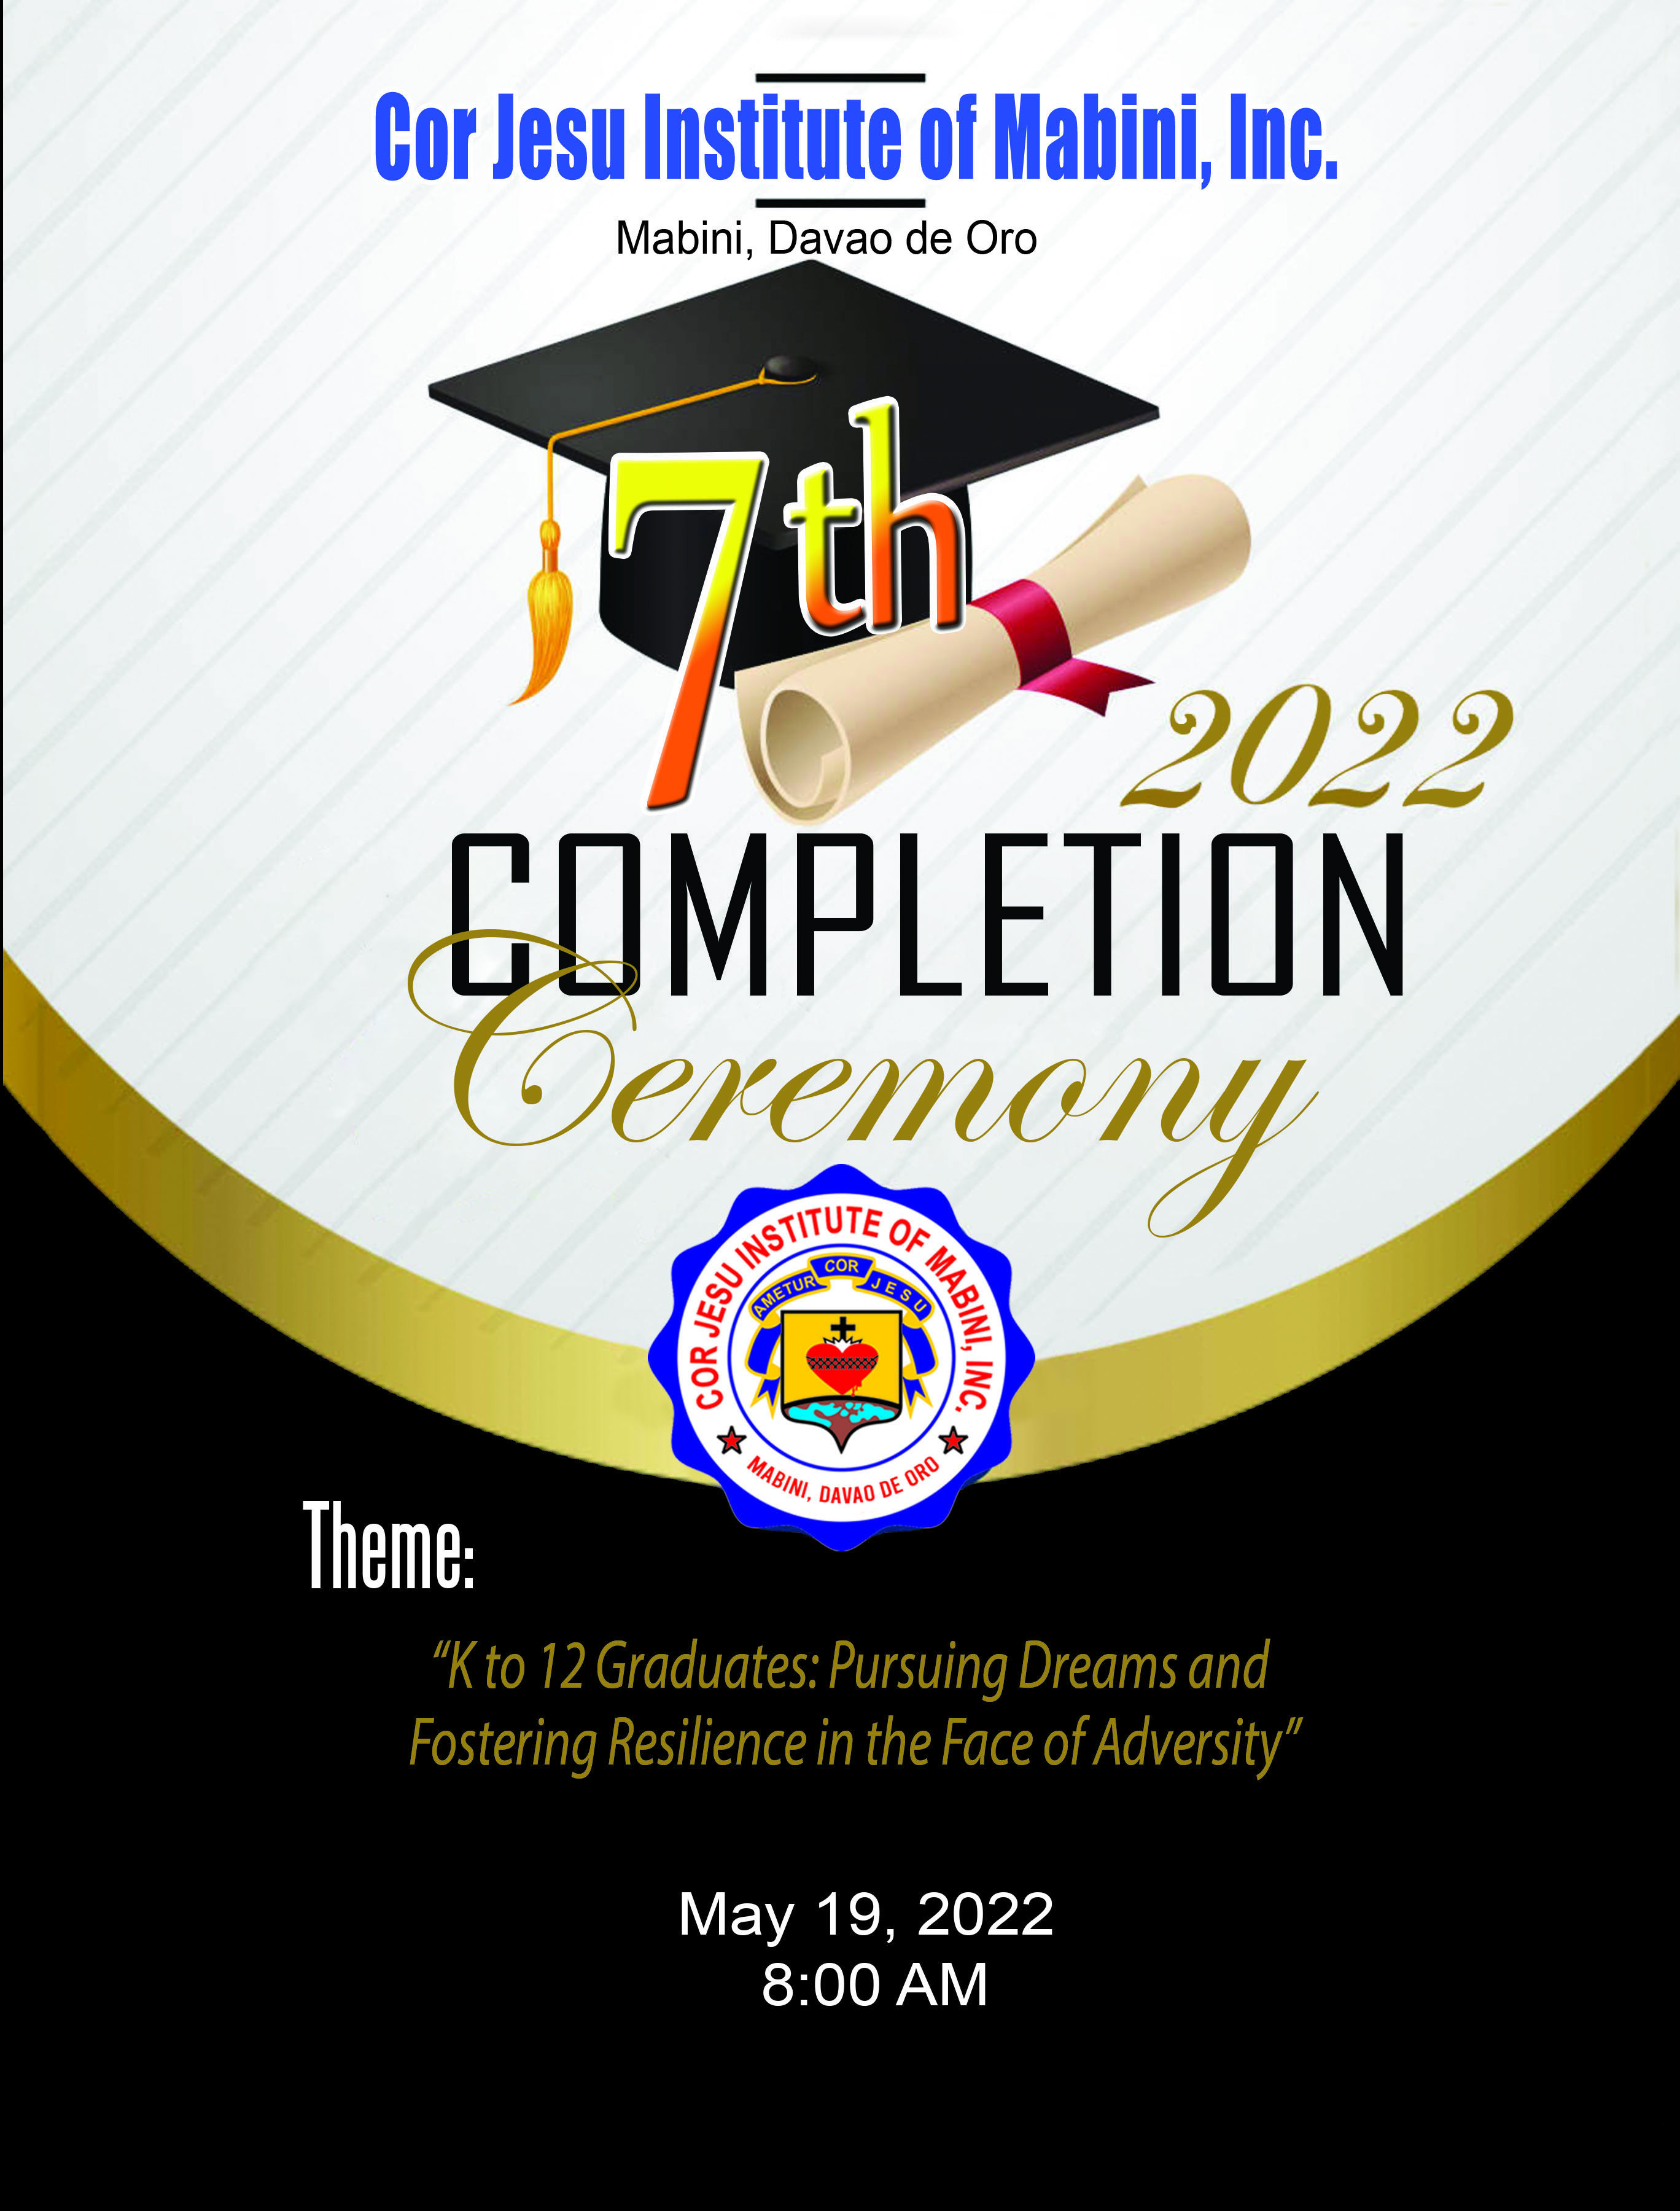 Cor Jesu Institute of Mabini, Inc.
Mabini, Davao de Oro
7th
2022
COMPLETION
Ceremony
COR JESU INSTITUTE OF MABINI, INC.
AMETUR COR JESU
MABINI, DAVAO DE ORO
Theme:
“K to 12 Graduates: Pursuing Dreams and
Fostering Resilience in the Face of Adversity”
May 19, 2022
8:00 AM